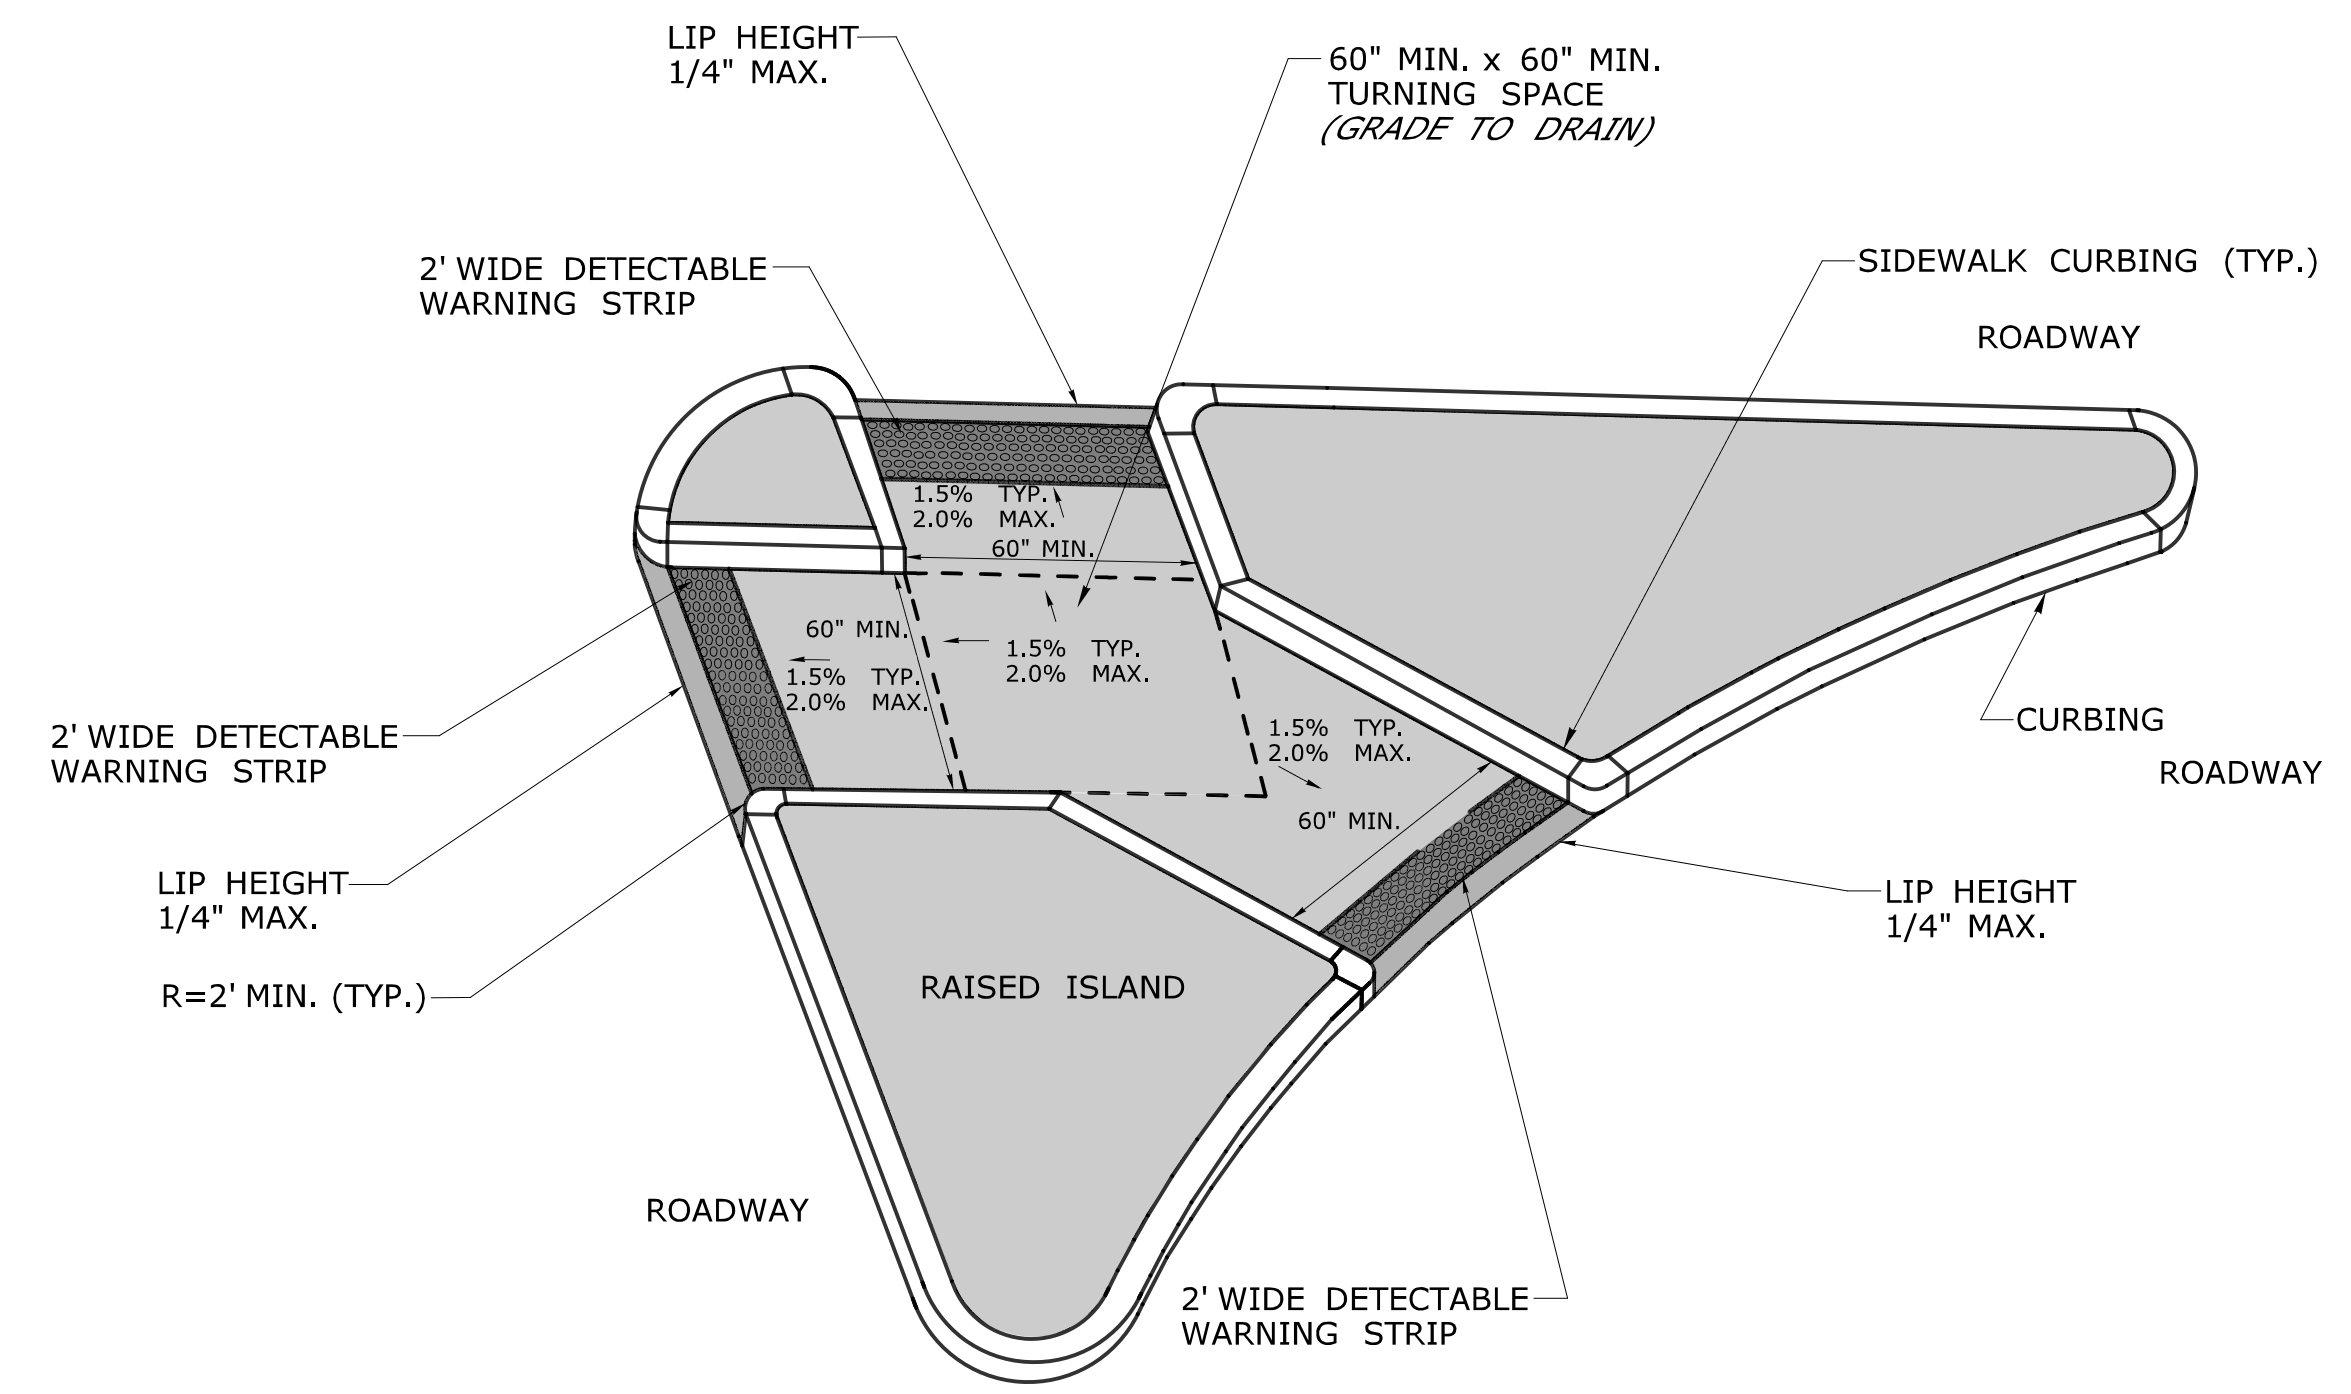 LIP HEIGHT
1/4" MAX.
60" MIN. x 60" MIN.
TURNING SPACE
(GRADE TO DRAIN)
2' WIDE DETECTABLE
WARNING STRIP
SIDEWALK CURBING (TYP.)
ROADWAY
1.5% TYP.
2.0% MAX.
60" MIN.
60" MIN.
1.5% TYP.
2.0% MAX.
1.5% TYP.
2.0% MAX.
1.5% TYP.
2.0% MAX.
60" MIN.
CURBING
ROADWAY
2' WIDE DETECTABLE
WARNING STRIP
LIP HEIGHT
1/4" MAX.
LIP HEIGHT
1/4" MAX.
R=2' MIN. (TYP.)
RAISED ISLAND
ROADWAY
2' WIDE DETECTABLE
WARNING STRIP